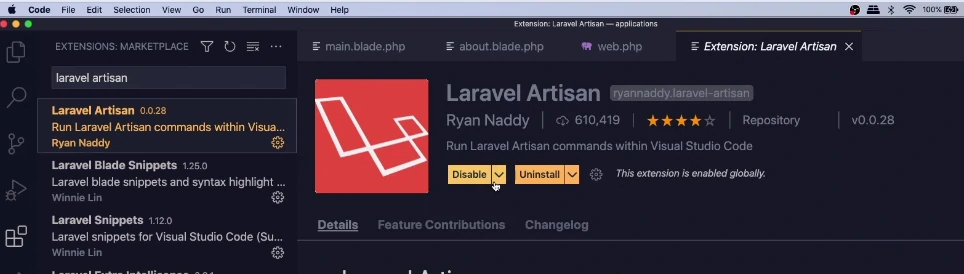 Code File Edit Selection View Go Run Terminal Window Help 100%
Extension: Laravel Artisan — applications
EXTENSIONS: MARKETPLACE
main.blade.php about.blade.php web.php Extension: Laravel Artisan
laravel artisan
Laravel Artisan 0.0.28
Run Laravel Artisan commands within Visua...
Ryan Naddy
Laravel Blade Snippets 1.25.0
Laravel blade snippets and syntax highlight ...
Winnie Lin
Laravel Snippets 1.12.0
Laravel snippets for Visual Studio Code (Su...
Winnie Lin
Laravel Artisan ryannaddy.laravel-artisan
Ryan Naddy 610,419 Repository v0.0.28
Run Laravel Artisan commands within Visual Studio Code
Disable Uninstall This extension is enabled globally.
Details Feature Contributions Changelog